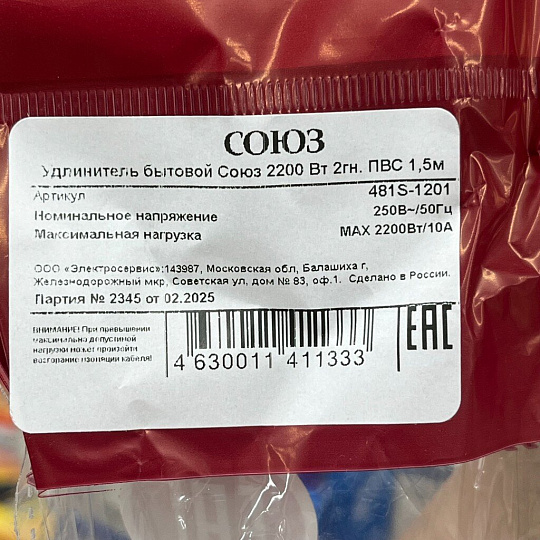 СОЮЗ
Удлинитель бытовой Союз 2200 Вт 2гн. ПВС 1,5м
Артикул 481S-1201
Номинальное напряжение 250В~/50Гц
Максимальная нагрузка MAX 2200Вт/10А
ООО «Электросервис»:143987, Московская обл, Балашиха г,
Железнодорожный мкр, Советская ул, дом № 83, оф.1. Сделано в России.
Партия № 2345 от 02.2025
ВНИМАНИЕ! При превышении
максимально допустимой
нагрузки может произойти
возгорание изоляции кабеля!
EAC
4 630011 411333